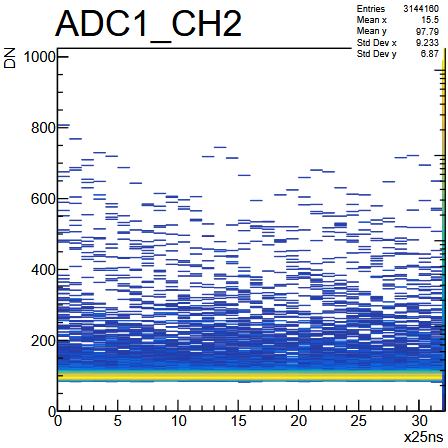 ADC1_CH2
Entries 3144160
Mean x 15.5
Mean y 97.79
Std Dev x 9.233
Std Dev y 6.87
DN
1000
800
600
400
200
0
0 5 10 15 20 25 30
x25ns